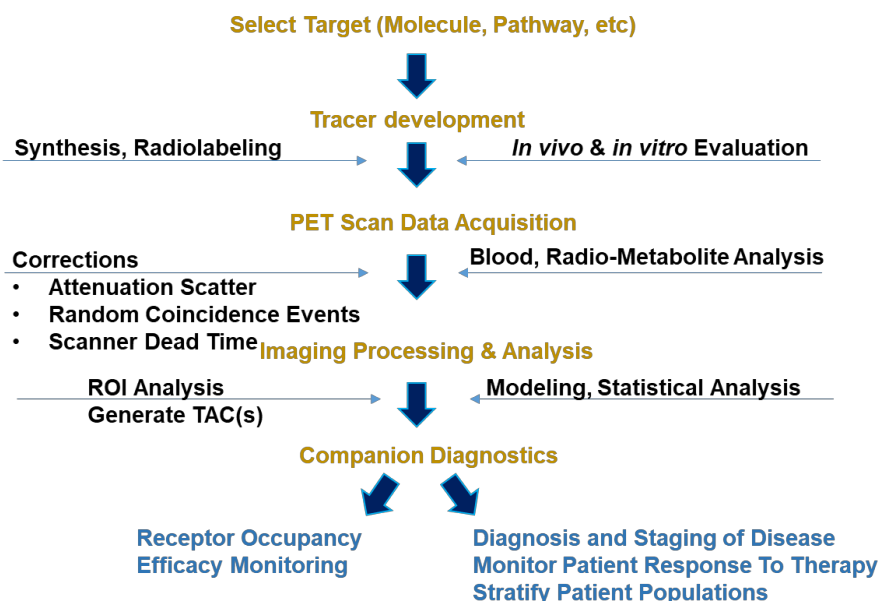 Select Target (Molecule, Pathway, etc)
Tracer development
Synthesis, Radiolabeling
In vivo & in vitro Evaluation
PET Scan Data Acquisition
Corrections
• Attenuation Scatter
• Random Coincidence Events
• Scanner Dead Time
Blood, Radio-Metabolite Analysis
Imaging Processing & Analysis
ROI Analysis
Generate TAC(s)
Modeling, Statistical Analysis
Companion Diagnostics
Receptor Occupancy
Efficacy Monitoring
Diagnosis and Staging of Disease
Monitor Patient Response To Therapy
Stratify Patient Populations